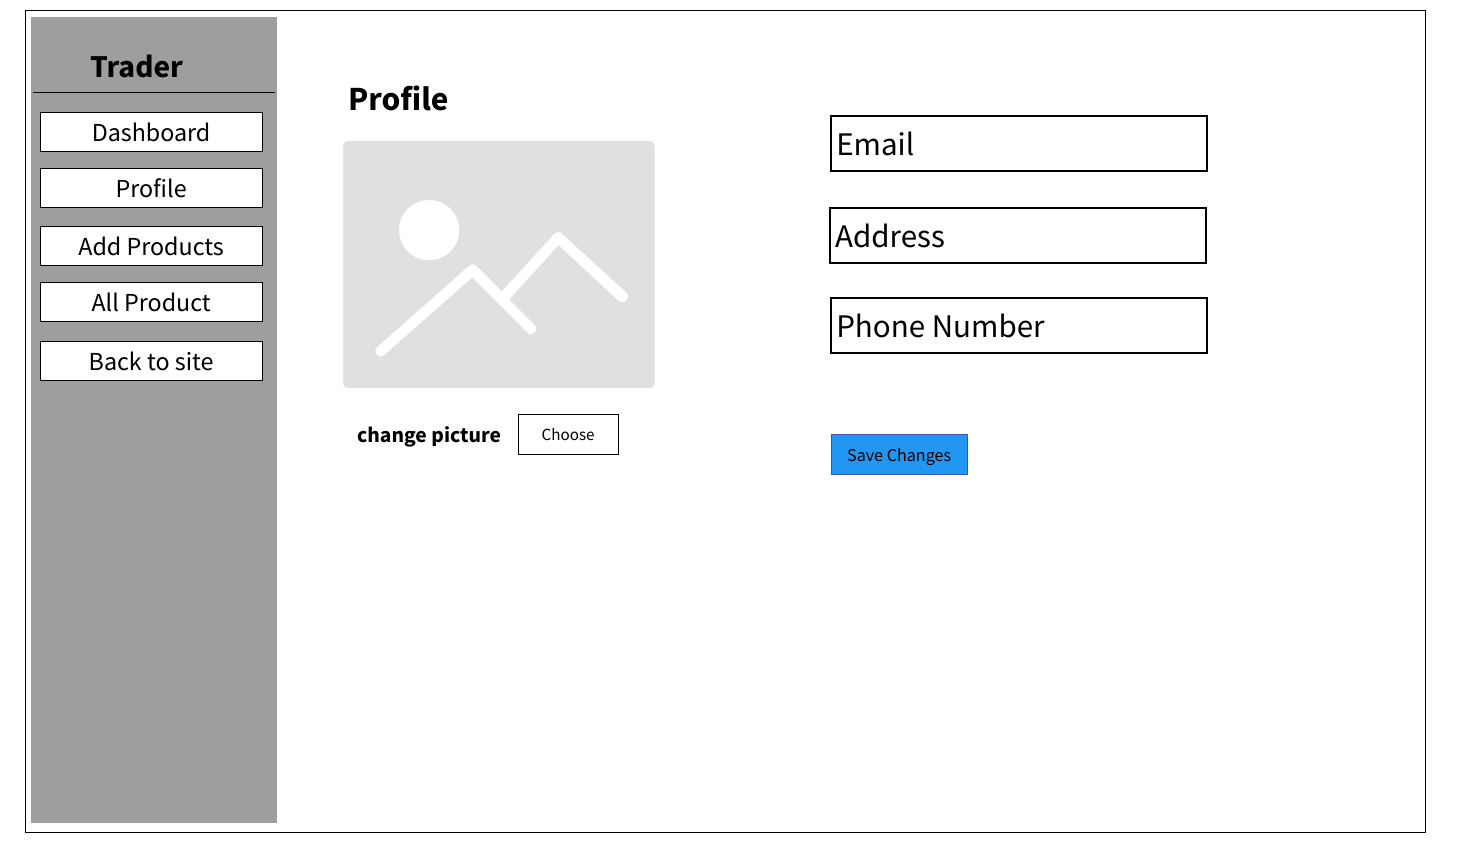 Trader
Dashboard
Profile
Add Products
All Product
Back to site
Profile
change picture
Choose
Email
Address
Phone Number
Save Changes